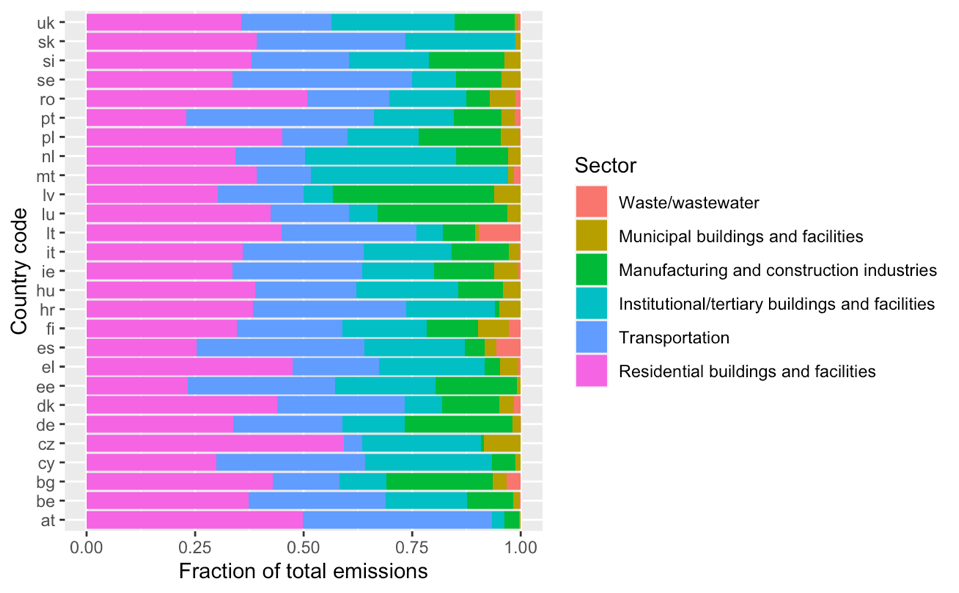 Country code
uk
sk
si
se
ro
pt
pl
nl
mt
lv
lu
lt
it
ie
hu
hr
fi
es
el
ee
dk
de
cz
cy
bg
be
at
0.00 0.25 0.50 0.75 1.00
Fraction of total emissions
Sector
Waste/wastewater
Municipal buildings and facilities
Manufacturing and construction industries
Institutional/tertiary buildings and facilities
Transportation
Residential buildings and facilities